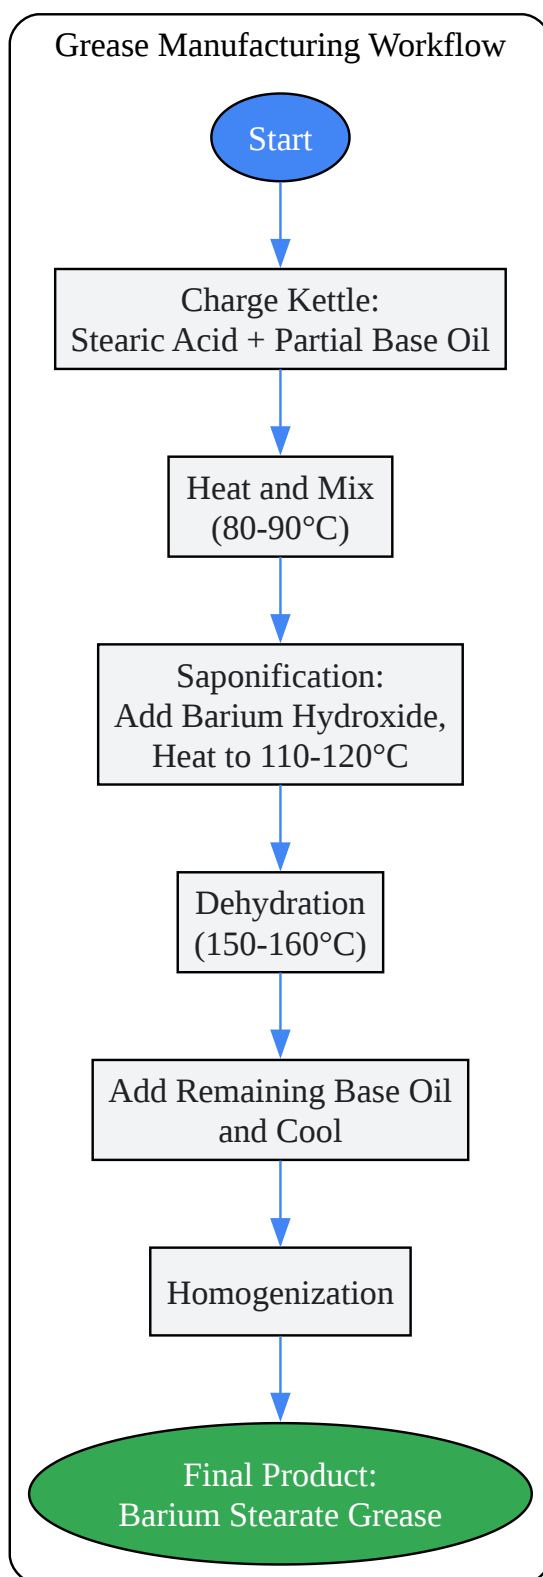 Grease Manufacturing Workflow
Start
Charge Kettle:
Stearic Acid + Partial Base Oil
Heat and Mix
(80-90°C)
Saponification:
Add Barium Hydroxide,
Heat to 110-120°C
Dehydration
(150-160°C)
Add Remaining Base Oil
and Cool
Homogenization
Final Product:
Barium Stearate Grease